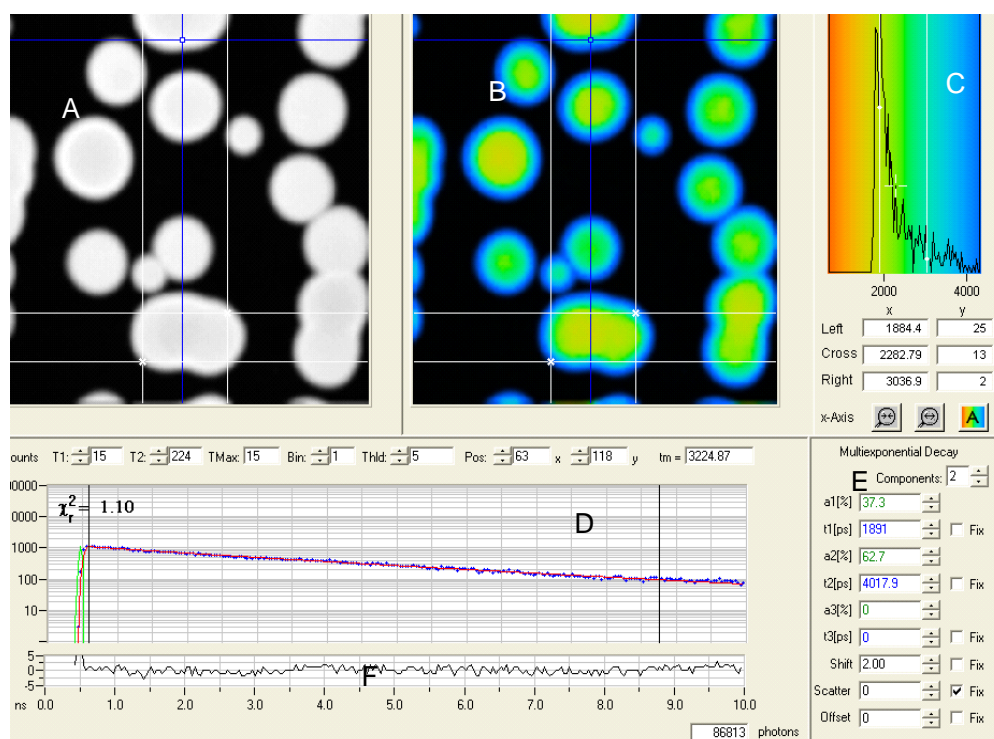 A
B
C
2000 4000
x y
Left 1884.4 25
Cross 2282.79 13
Right 3036.9 2
x-Axis A
ounts T1: 15 T2: 224 TMax: 15 Bin: 1 Thld: 5 Pos: 63 x 118 y tm = 3224.87
Multiexponential Decay
E Components: 2
a1[%] 37.3
t1[ps] 1891 Fix
a2[%] 62.7
t2[ps] 4017.9 Fix
a3[%] 0
t3[ps] 0 Fix
Shift 2.00 Fix
Scatter 0 Fix
Offset 0 Fix
00000
0000
1000
100
10
χ²r = 1.10
D
5
0
-5
F
ns 0.0 1.0 2.0 3.0 4.0 5.0 6.0 7.0 8.0 9.0 10.0
86813 photons